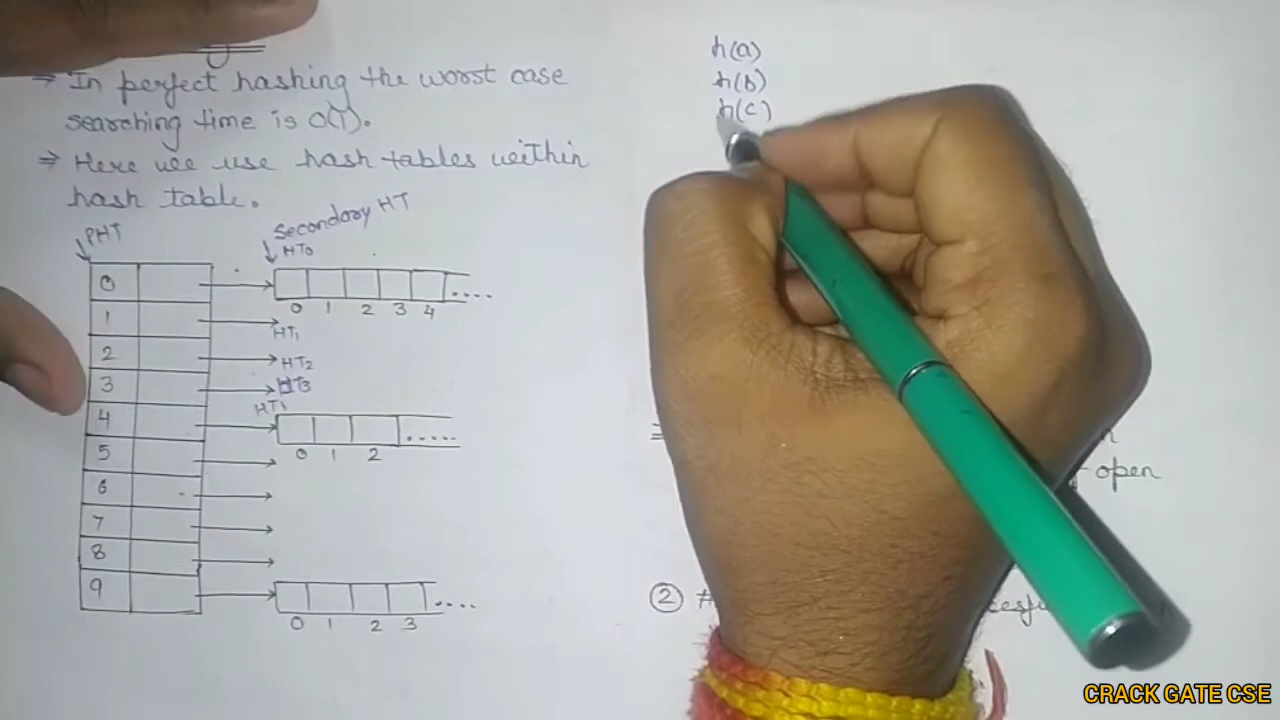 → In perfect hashing the worst case
searching time is O(1).
⇒ Here we use hash tables within
hash table.
PHT
Secondary HT
HT0
0
0 1 2 3 4
1
HT1
2
HT2
3
HT3
4
HT4
0 1 2
5
6
7
8
9
0 1 2 3
h(a)
h(b)
h(c)
open
② #
CRACK GATE CSE